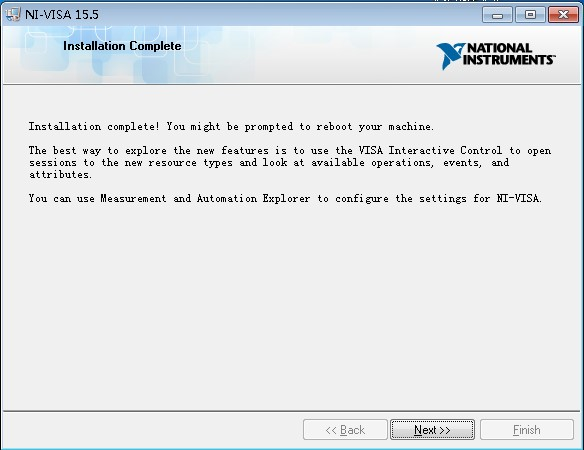 NI-VISA 15.5
Installation Complete
NATIONAL
INSTRUMENTS™
Installation complete! You might be prompted to reboot your machine.
The best way to explore the new features is to use the VISA Interactive Control to open
sessions to the new resource types and look at available operations, events, and
attributes.
You can use Measurement and Automation Explorer to configure the settings for NI-VISA.
<< Back
Next >>
Finish